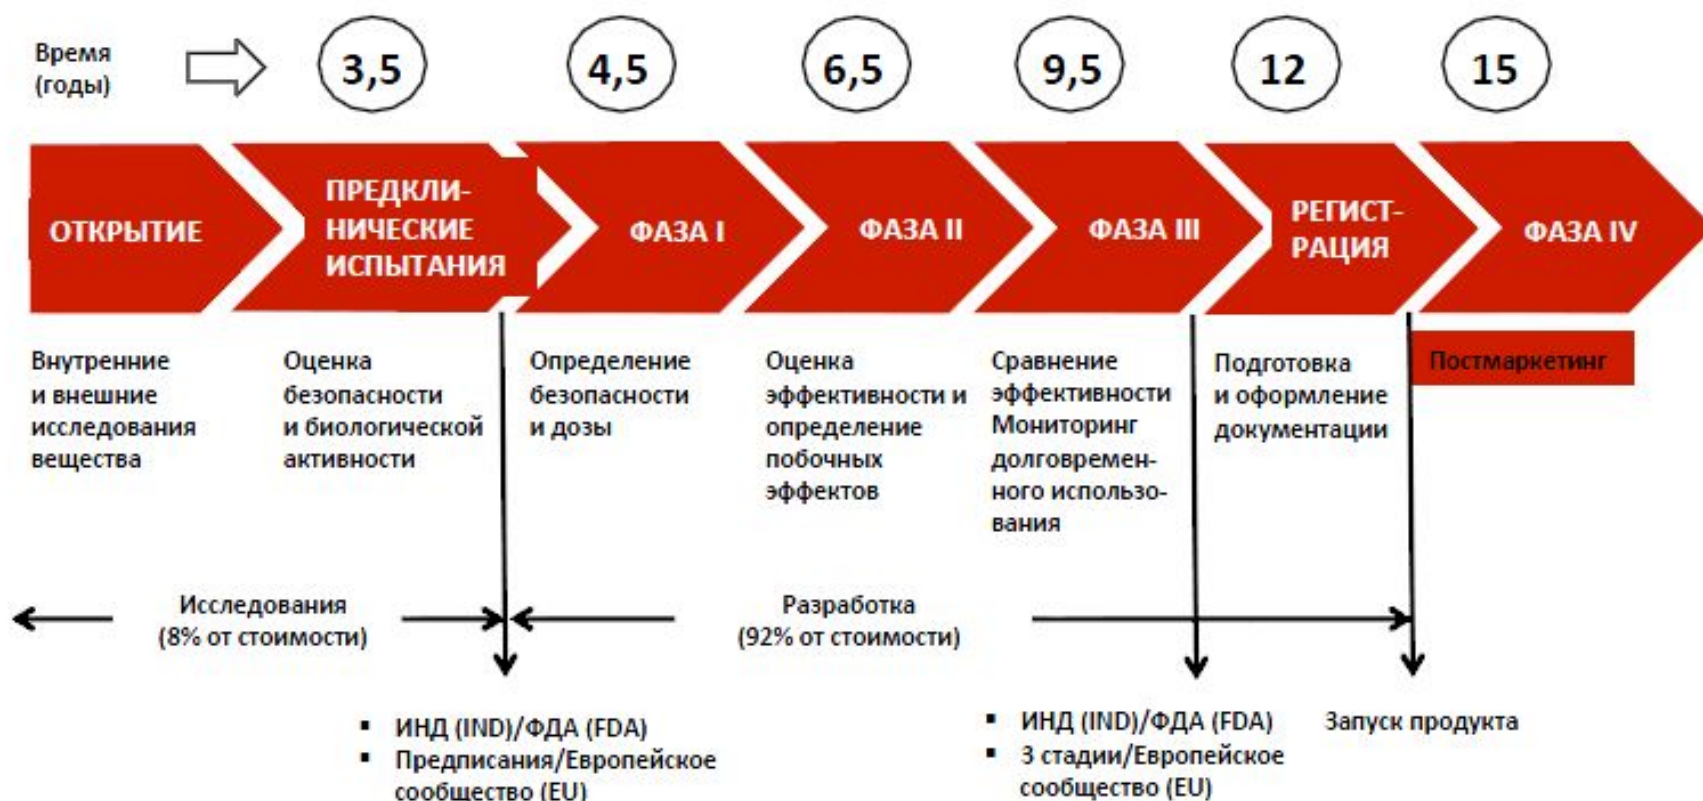 Время
(годы)
3,5
4,5
6,5
9,5
12
15
ОТКРЫТИЕ
ПРЕДКЛИ-
НИЧЕСКИЕ
ИСПЫТАНИЯ
ФАЗА I
ФАЗА II
ФАЗА III
РЕГИСТ-
РАЦИЯ
ФАЗА IV
Внутренние
и внешние
исследования
вещества
Оценка
безопасности
и биологической
активности
Определение
безопасности
и дозы
Оценка
эффективности и
определение
побочных
эффектов
Сравнение
эффективности
Мониторинг
долговремен-
ного использо-
вания
Подготовка
и оформление
документации
Постмаркетинг
Исследования
(8% от стоимости)
Разработка
(92% от стоимости)
▪ ИНД (IND)/ФДА (FDA)
▪ Предписания/Европейское
сообщество (EU)
▪ ИНД (IND)/ФДА (FDA)
▪ 3 стадии/Европейское
сообщество (EU)
Запуск продукта